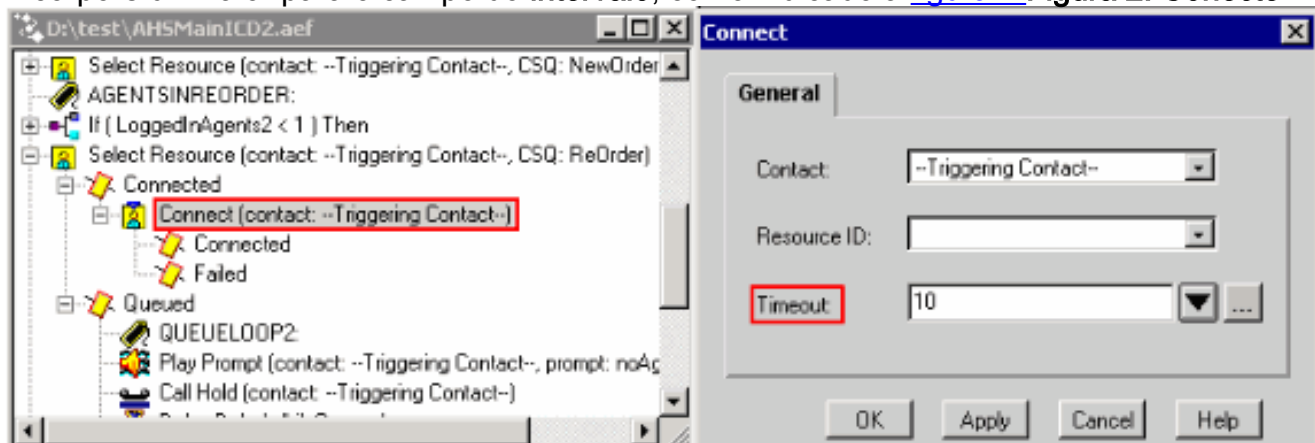 D:\test\AHSMainICD2.aef
Select Resource (contact: --Triggering Contact--, CSQ: NewOrder
AGENTSINREORDER:
If ( LoggedInAgents2 < 1 ) Then
Select Resource (contact: --Triggering Contact--, CSQ: ReOrder)
Connected
Connect (contact: --Triggering Contact--)
Connected
Failed
Queued
QUEUELOOP2:
Play Prompt (contact: --Triggering Contact--, prompt: noAg
Call Hold (contact: --Triggering Contact--)
Connect
General
Contact:
--Triggering Contact--
Resource ID:
Timeout:
10
...
OK
Apply
Cancel
Help